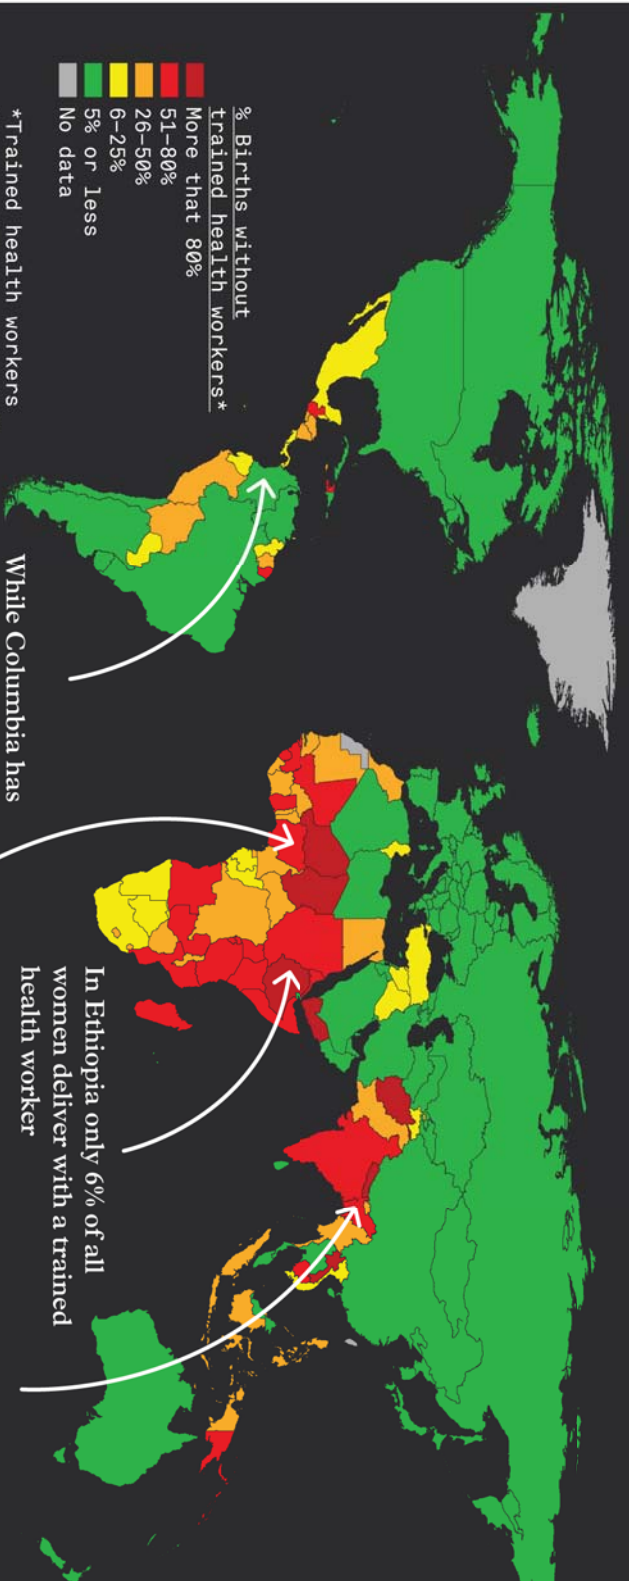 % Births without
trained health workers*
More that 80%
51-80%
26-50%
6-25%
5% or less
No data
*Trained health workers
While Columbia has
In Ethiopia only 6% of all
women deliver with a trained
health worker